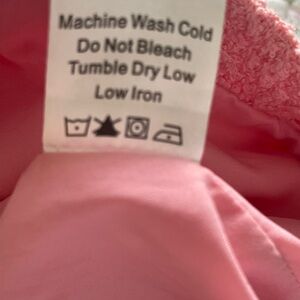 Machine Wash Cold
Do Not Bleach
Tumble Dry Low
Low Iron